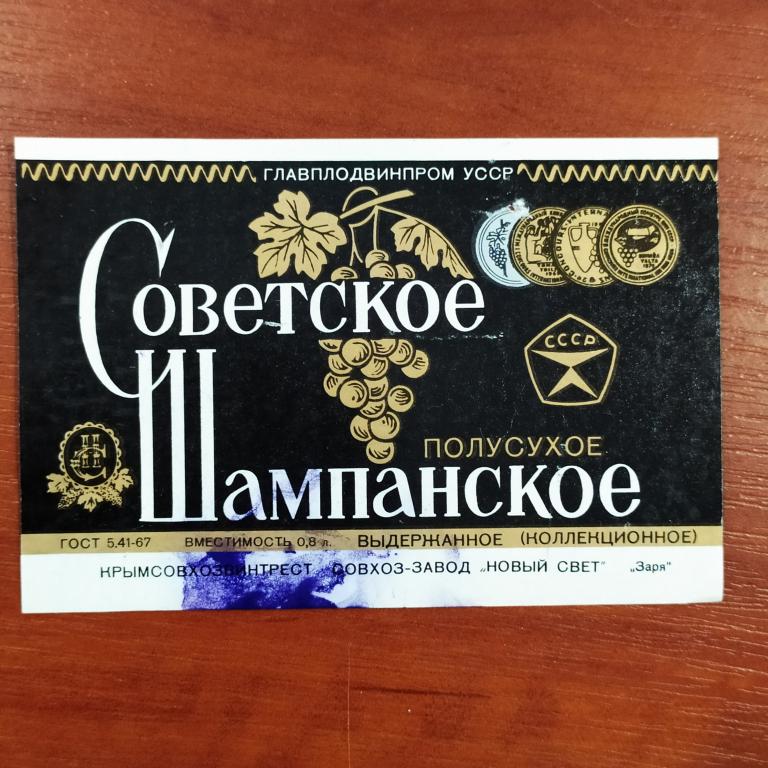 ГЛАВПЛОДВИНПРОМ УССР
Советское
СССР
ПОЛУСУХОЕ
Шампанское
ГОСТ 5.41-67 ВМЕСТИМОСТЬ 0,8 л. ВЫДЕРЖАННОЕ (КОЛЛЕКЦИОННОЕ)
КРЫМСОВХОЗВИНТРЕСТ СОВХОЗ-ЗАВОД „НОВЫЙ СВЕТ" „Заря"